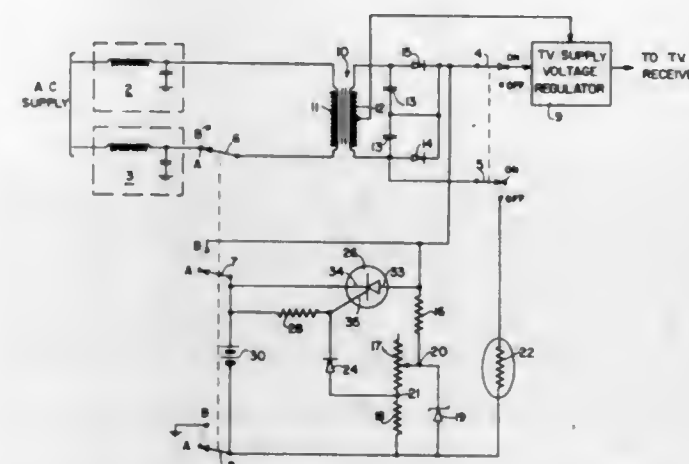 10
15
4
ON
TV SUPPLY
VOLTAGE
REGULATOR
TO TV
RECEIVE
A C
SUPPLY
2
11
12
13
OFF
9
B
6
A
13
14
3
5
ON
OFF
B
7
A
26
34
33
35
16
28
17
20
22
30
24
21
18
19
B
A